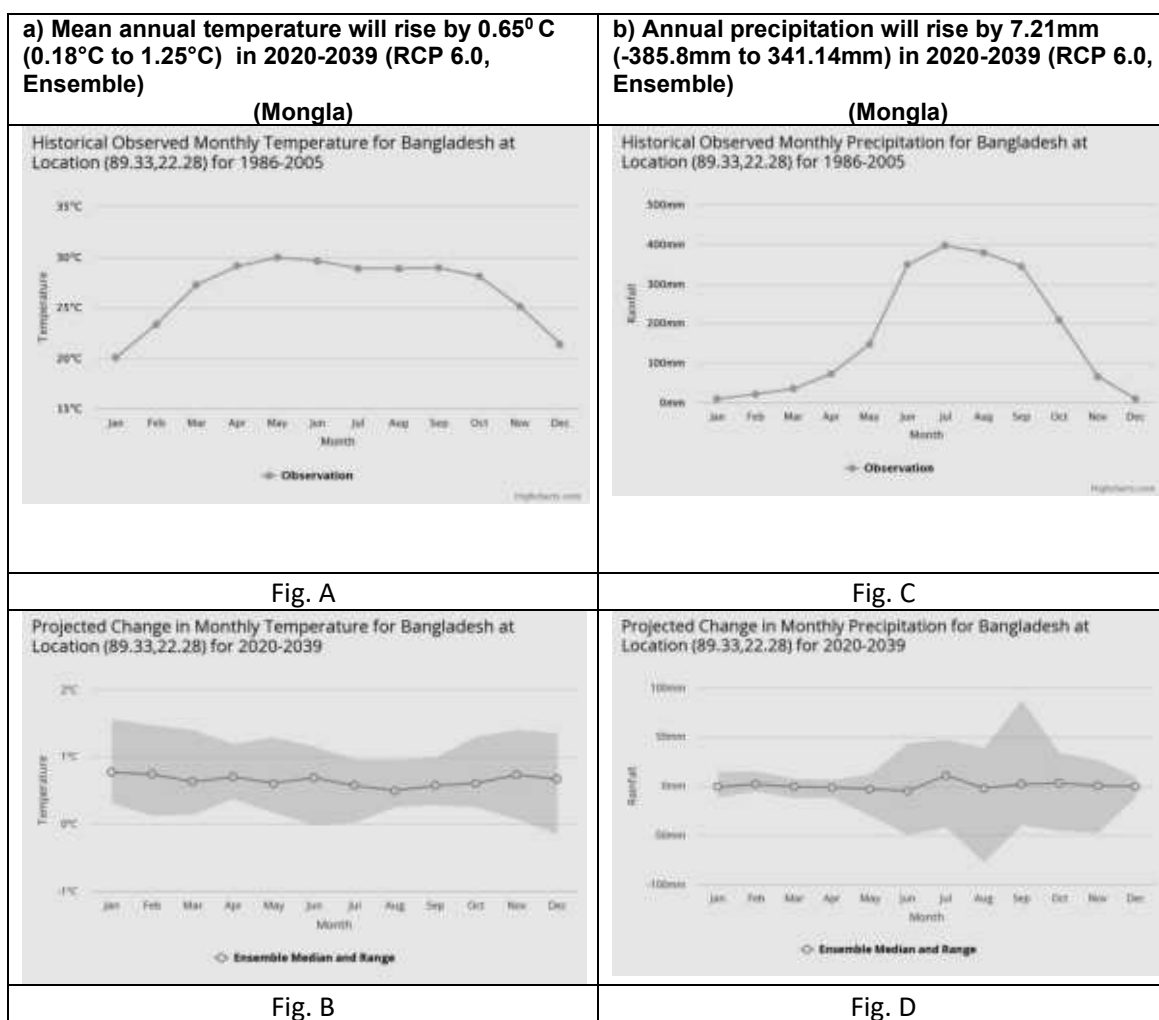 a) Mean annual temperature will rise by 0.65⁰ C
(0.18°C to 1.25°C) in 2020-2039 (RCP 6.0,
Ensemble)
(Mongla)
b) Annual precipitation will rise by 7.21mm
(-385.8mm to 341.14mm) in 2020-2039 (RCP 6.0,
Ensemble)
(Mongla)
Historical Observed Monthly Temperature for Bangladesh at
Location (89.33,22.28) for 1986-2005
35°C
30°C
25°C
20°C
15°C
Temperature
Jan Feb Mar Apr May Jun Jul Aug Sep Oct Nov Dec
Month
Observation
Highcharts.com
Historical Observed Monthly Precipitation for Bangladesh at
Location (89.33,22.28) for 1986-2005
500mm
400mm
300mm
200mm
100mm
0mm
Rainfall
Jan Feb Mar Apr May Jun Jul Aug Sep Oct Nov Dec
Month
Observation
Highcharts.com
Fig. A
Fig. C
Projected Change in Monthly Temperature for Bangladesh at
Location (89.33,22.28) for 2020-2039
2°C
1°C
0°C
-1°C
Temperature
Jan Feb Mar Apr May Jun Jul Aug Sep Oct Nov Dec
Month
Ensemble Median and Range
Projected Change in Monthly Precipitation for Bangladesh at
Location (89.33,22.28) for 2020-2039
100mm
50mm
0mm
-50mm
-100mm
Rainfall
Jan Feb Mar Apr May Jun Jul Aug Sep Oct Nov Dec
Month
Ensemble Median and Range
Fig. B
Fig. D